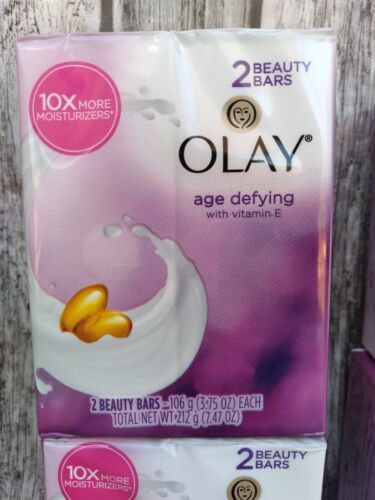 10X MORE
MOISTURIZERS*
2 BEAUTY
BARS
OLAY®
age defying
with vitamin E
2 BEAUTY BARS - 106 g (3.75 OZ) EACH
TOTAL NET WT 212 g (7.47 OZ)
10X MORE
MOISTURIZERS*
2 BEAUTY
BARS